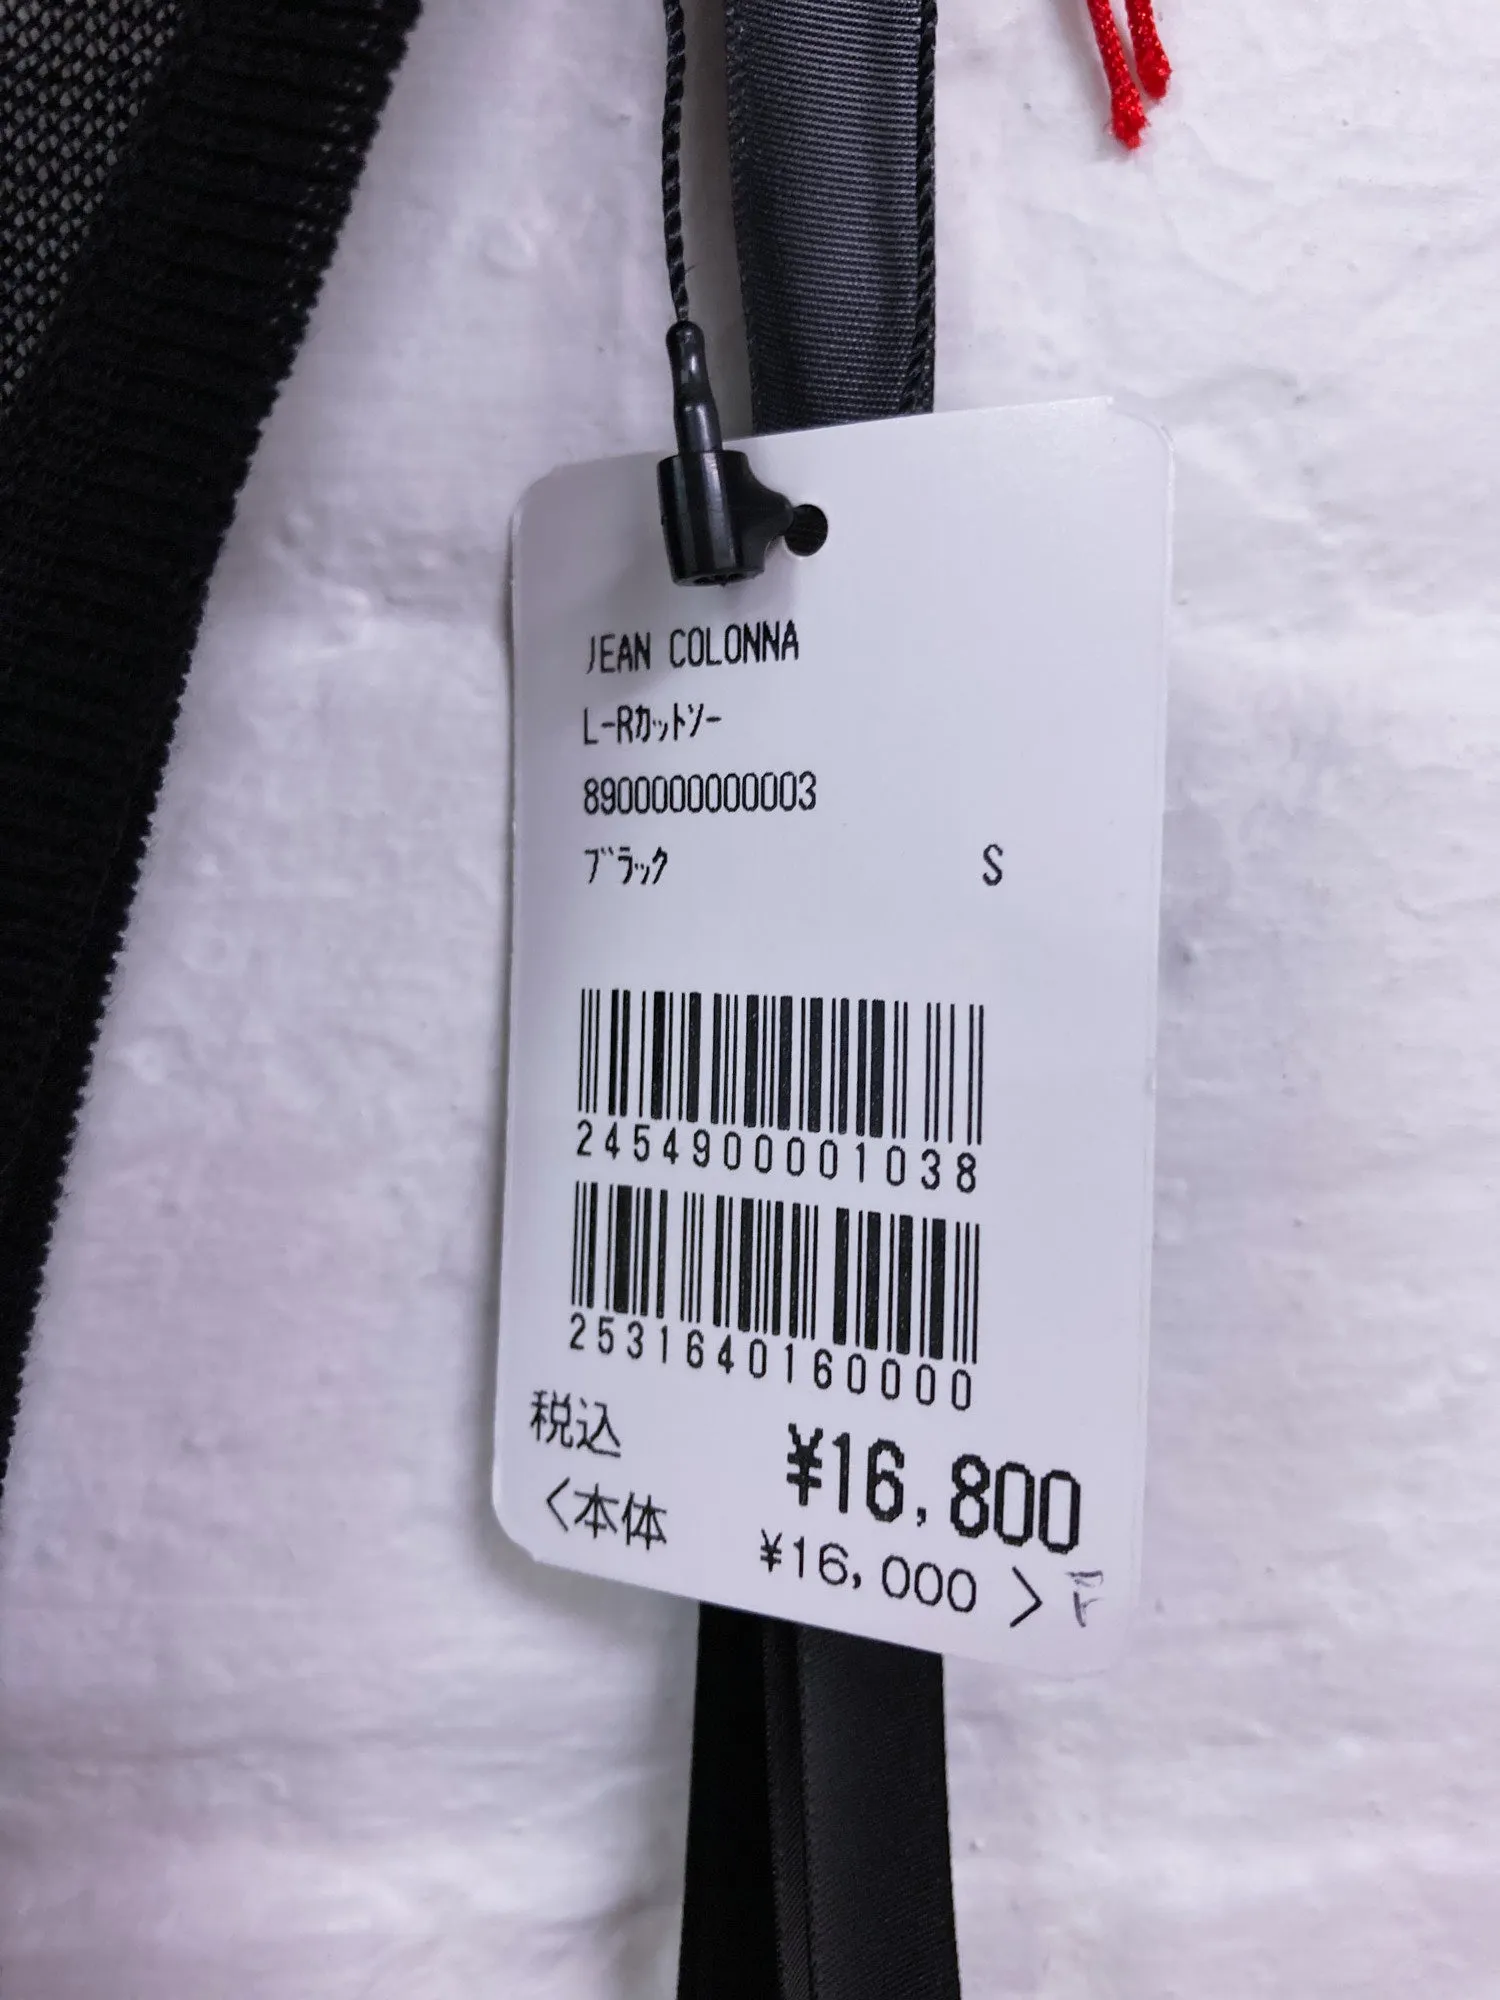 JEAN COLONNA
L-Rｶｯﾄｿｰ
8900000000003
ﾌﾞﾗｯｸ S
2454900001038
2531640160000
税込 ¥16,800
<本体 ¥16,000>